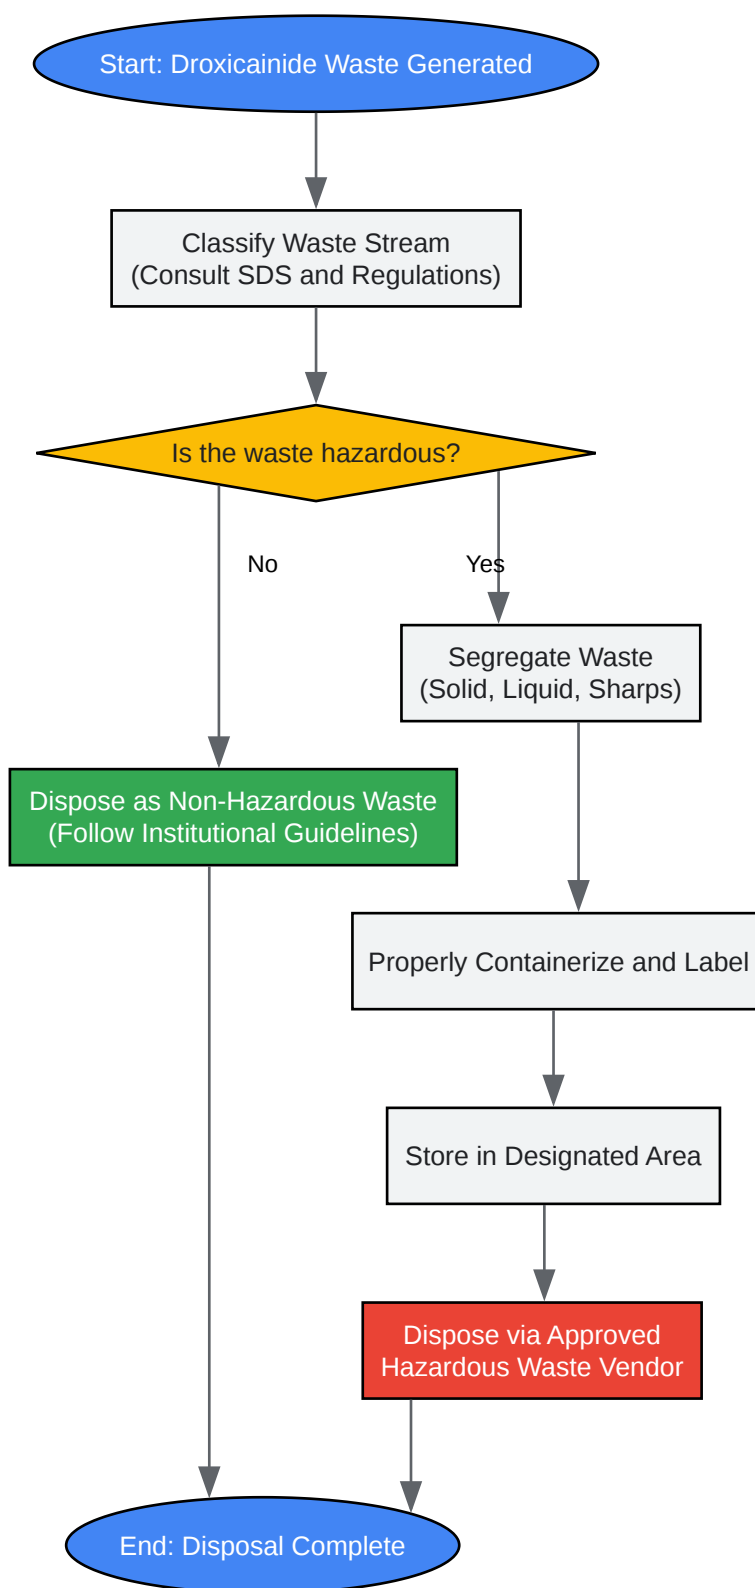 Start: Droxicainide Waste Generated
Classify Waste Stream
(Consult SDS and Regulations)
Is the waste hazardous?
No
Yes
Segregate Waste
(Solid, Liquid, Sharps)
Dispose as Non-Hazardous Waste
(Follow Institutional Guidelines)
Properly Containerize and Label
Store in Designated Area
Dispose via Approved
Hazardous Waste Vendor
End: Disposal Complete